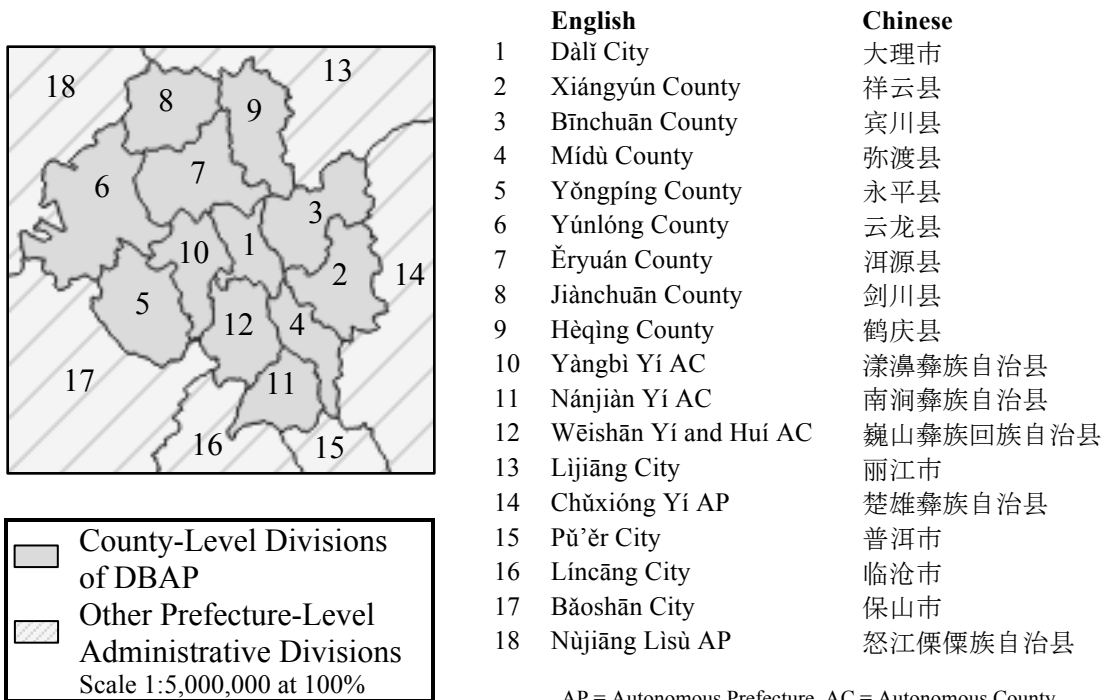 18
13
8
9
7
6
3
10
1
2
14
5
12
4
17
11
16
15
County-Level Divisions
of DBAP
Other Prefecture-Level
Administrative Divisions
Scale 1:5,000,000 at 100%
English Chinese
1 Dàlǐ City 大理市
2 Xiángyún County 祥云县
3 Bīnchuān County 宾川县
4 Mídù County 弥渡县
5 Yǒngpíng County 永平县
6 Yúnlóng County 云龙县
7 Ěryuán County 洱源县
8 Jiànchuān County 剑川县
9 Hèqìng County 鹤庆县
10 Yàngbì Yí AC 漾濞彝族自治县
11 Nánjiàn Yí AC 南涧彝族自治县
12 Wēishān Yí and Huí AC 巍山彝族回族自治县
13 Lìjiāng City 丽江市
14 Chǔxióng Yí AP 楚雄彝族自治县
15 Pǔ’ěr City 普洱市
16 Líncāng City 临沧市
17 Bǎoshān City 保山市
18 Nùjiāng Lìsù AP 怒江傈僳族自治县
AP = Autonomous Prefecture, AC = Autonomous County